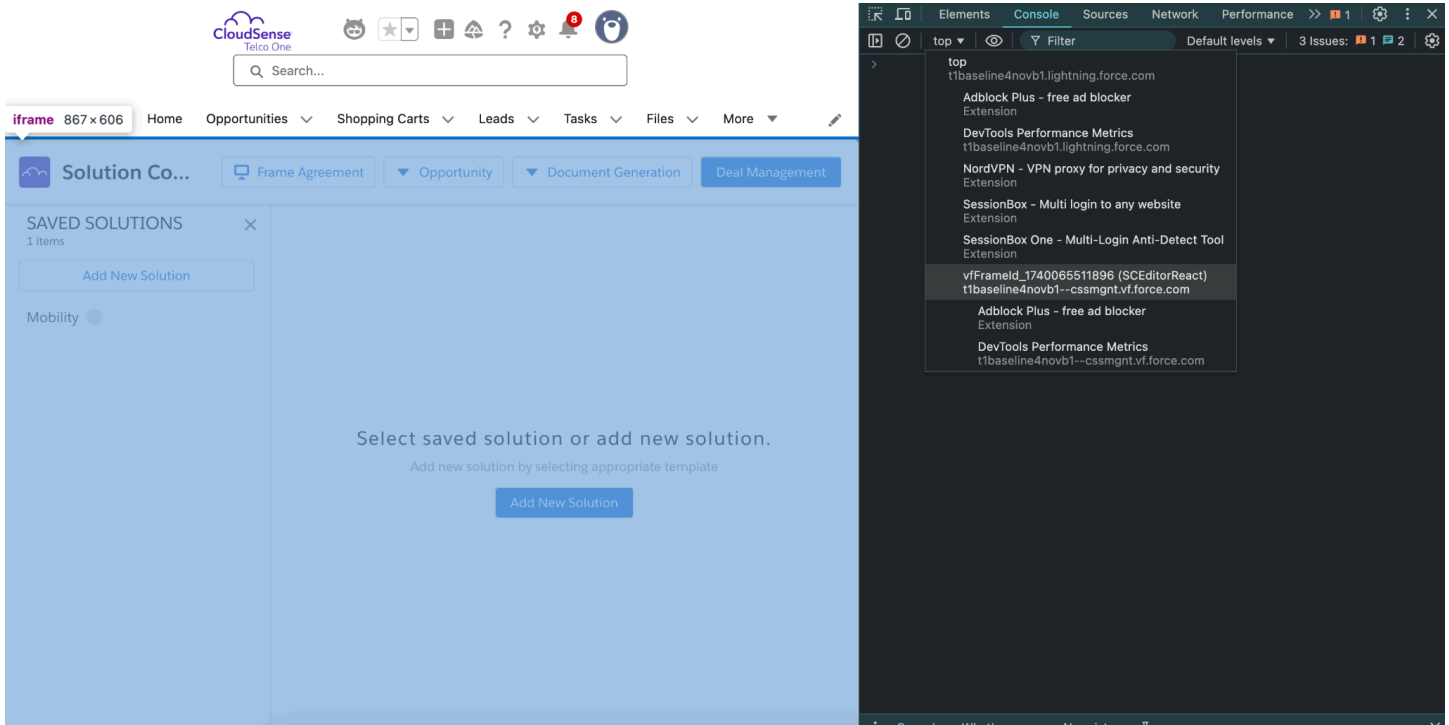 CloudSense
Telco One
8
Search...
iframe 867×606
Home
Opportunities
Shopping Carts
Leads
Tasks
Files
More
Solution Co...
Frame Agreement
Opportunity
Document Generation
Deal Management
SAVED SOLUTIONS
1 items
Add New Solution
Mobility
Select saved solution or add new solution.
Add new solution by selecting appropriate template
Add New Solution
Elements
Console
Sources
Network
Performance
1
top
Filter
Default levels
3 Issues: 1 2
top
t1baseline4novb1.lightning.force.com
Adblock Plus - free ad blocker
Extension
DevTools Performance Metrics
t1baseline4novb1.lightning.force.com
NordVPN - VPN proxy for privacy and security
Extension
SessionBox - Multi login to any website
Extension
SessionBox One - Multi-Login Anti-Detect Tool
Extension
vfFrameId_1740065511896 (SCEditorReact)
t1baseline4novb1--cssmgnt.vf.force.com
Adblock Plus - free ad blocker
Extension
DevTools Performance Metrics
t1baseline4novb1--cssmgnt.vf.force.com